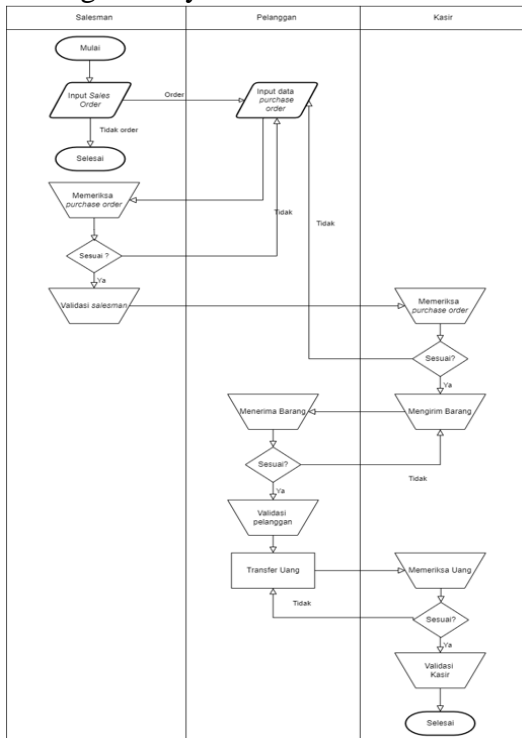 Salesman
Pelanggan
Kasir
Mulai
Input Sales
Order
Order
Input data
purchase
order
Tidak order
Selesai
Memeriksa
purchase order
Tidak
Tidak
Sesuai ?
Ya
Validasi salesman
Memeriksa
purchase order
Sesuai?
Ya
Menerima Barang
Mengirim Barang
Sesuai?
Tidak
Ya
Validasi
pelanggan
Transfer Uang
Memeriksa Uang
Tidak
Sesuai?
Ya
Validasi
Kasir
Selesai